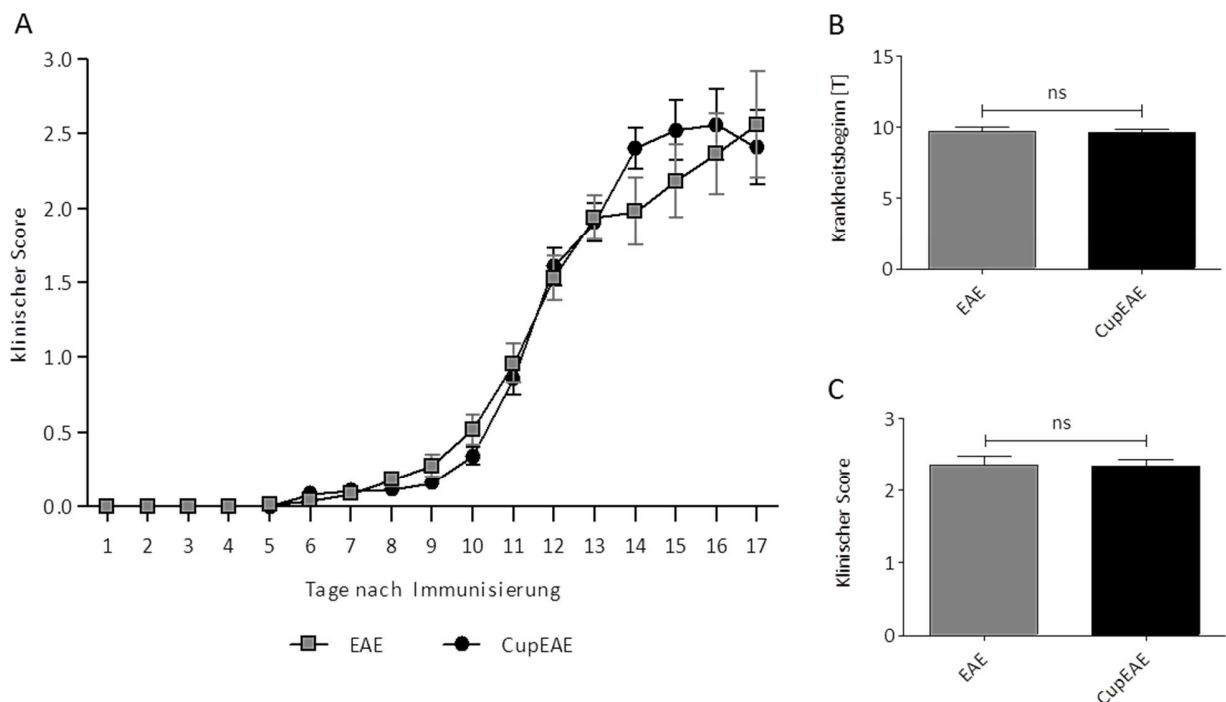 A
3.0
2.5
2.0
1.5
1.0
0.5
0.0
klinischer Score
1 2 3 4 5 6 7 8 9 10 11 12 13 14 15 16 17
Tage nach Immunisierung
EAE CupEAE
B
15
10
5
0
Krankheitsbeginn [T]
ns
EAE CupEAE
C
3
2
1
0
Klinischer Score
ns
EAE CupEAE